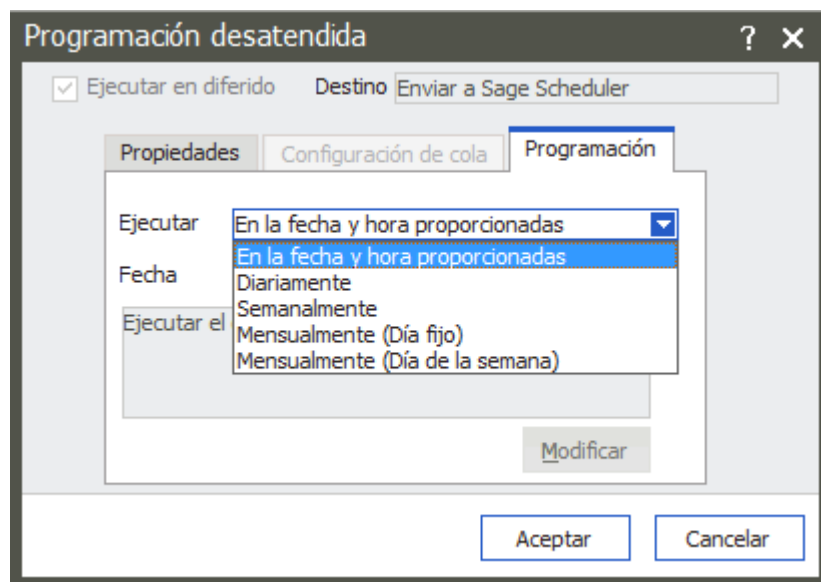 Programación desatendida ? ×
Ejecutar en diferido Destino Enviar a Sage Scheduler
Propiedades Configuración de cola Programación
Ejecutar En la fecha y hora proporcionadas
En la fecha y hora proporcionadas
Fecha
Diariamente
Semanalmente
Ejecutar el
Mensualmente (Día fijo)
Mensualmente (Día de la semana)
Modificar
Aceptar Cancelar